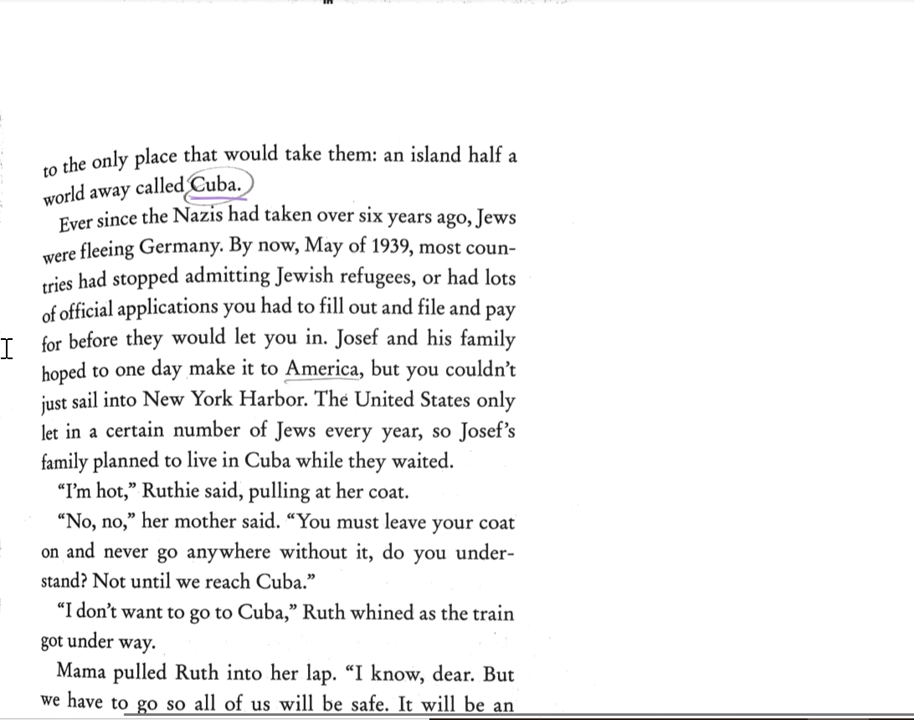 to the only place that would take them: an island half a
world away called Cuba.
Ever since the Nazis had taken over six years ago, Jews
were fleeing Germany. By now, May of 1939, most coun-
tries had stopped admitting Jewish refugees, or had lots
of official applications you had to fill out and file and pay
for before they would let you in. Josef and his family
hoped to one day make it to America, but you couldn't
just sail into New York Harbor. The United States only
let in a certain number of Jews every year, so Josef's
family planned to live in Cuba while they waited.
"I'm hot," Ruthie said, pulling at her coat.
"No, no," her mother said. "You must leave your coat
on and never go anywhere without it, do you under-
stand? Not until we reach Cuba."
"I don't want to go to Cuba," Ruth whined as the train
got under way.
Mama pulled Ruth into her lap. "I know, dear. But
we have to go so all of us will be safe. It will be an